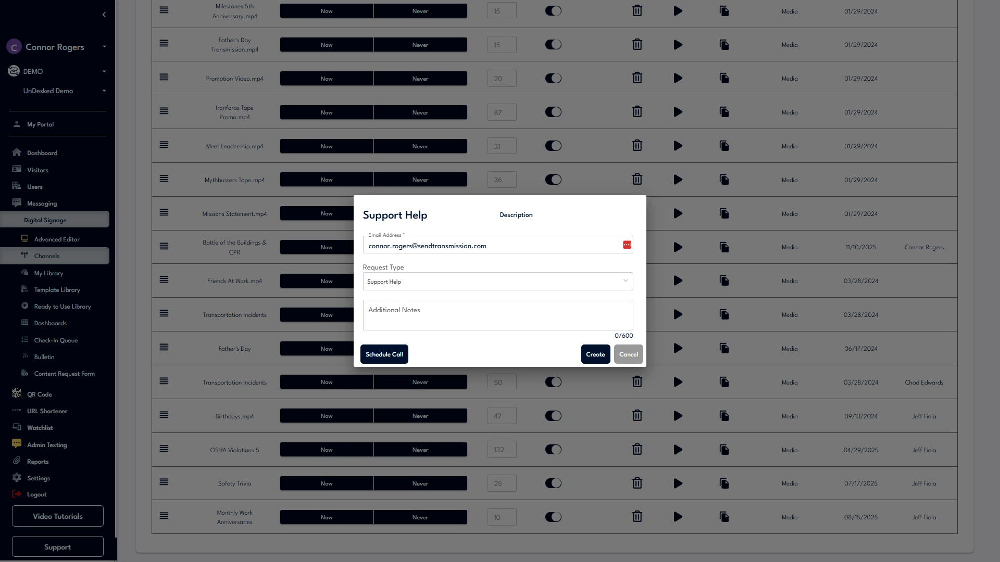 C Connor Rogers
DEMO
UnDesked Demo
My Portal
Dashboard
Visitors
Users
Messaging
Digital Signage
Advanced Editor
Channels
My Library
Template Library
Ready to Use Library
Dashboards
Check-In Queue
Bulletin
Content Request Form
QR Code
HTTP URL Shortener
Watchlist
Admin Texting
Reports
Settings
Logout
Video Tutorials
Support
Milestones 5th
Anniversary.mp4
Now Never 15 Media 01/29/2024
Father's Day
Transmission.mp4
Now Never 15 Media 01/29/2024
Promotion Video.mp4 Now Never 20 Media 01/29/2024
Ironforce Tape
Promo.mp4
Now Never 87 Media 01/29/2024
Meet Leadership.mp4 Now Never 31 Media 01/29/2024
Mythbusters Tape.mp4 Now Never 36 Media 01/29/2024
Missions Statement.mp4 Now Media 01/29/2024
Battle of the Buildings &
CPR
Now Media 11/10/2025 Connor Rogers
Friends At Work.mp4 Now Media 03/28/2024
Transportation Incidents Now Media 03/28/2024
Father's Day Now Media 06/17/2024
Transportation Incidents Now Never 50 Media 03/28/2024 Chad Edwards
Birthdays.mp4 Now Never 42 Media 09/13/2024 Jeff Fiala
OSHA Violations 5 Now Never 132 Media 04/29/2025 Jeff Fiala
Safety Trivia Now Never 25 Media 07/17/2025 Jeff Fiala
Monthly Work
Anniversaries
Now Never 10 Media 08/15/2025 Jeff Fiala
Support Help Description
Email Address *
connor.rogers@sendtransmission.com
Request Type
Support Help
Additional Notes
0/600
Schedule Call Create Cancel